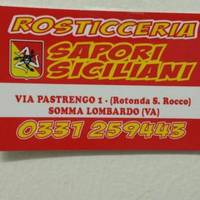 ROSTICCERIA
SAPORI
SICILIANI
VIA PASTRENGO 1 - (Rotonda S. Rocco)
SOMMA LOMBARDO (VA)
0331 259443